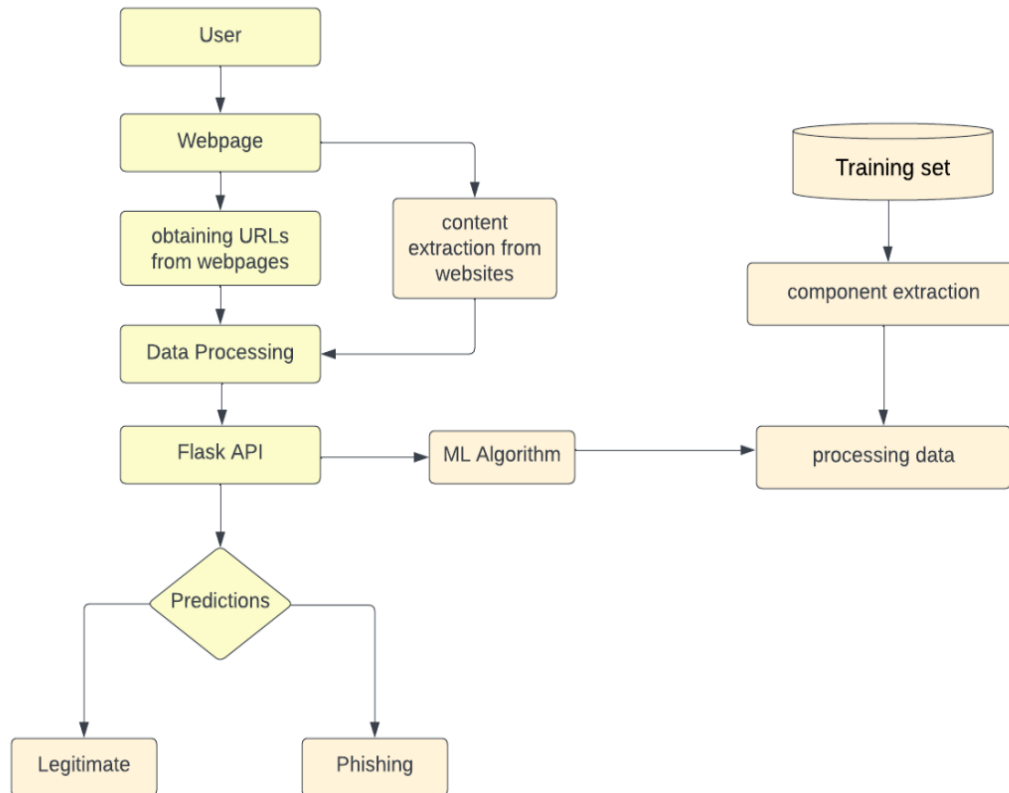 User
Webpage
Training set
obtaining URLs
from webpages
content
extraction from
websites
component extraction
Data Processing
Flask API
ML Algorithm
processing data
Predictions
Legitimate
Phishing